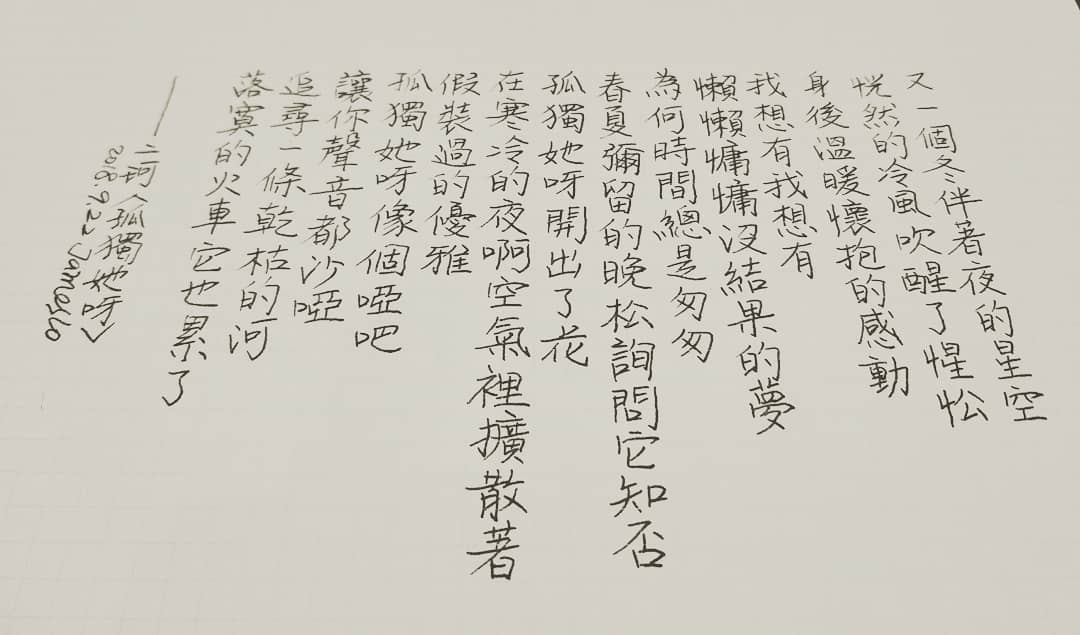 又一個冬伴著夜的星空
恍然的冷風吹醒了惺忪
身後溫暖懷抱的感動
我想有我想有
懶懶慵慵沒結果的夢
為何時間總是匆匆
春夏彌留的晚松詢問它知否
孤獨她呀開出了花
在寒冷的夜啊空氣裡擴散著
假裝過的優雅
孤獨她呀像個啞吧
讓你聲音都沙啞
追尋一條乾枯的河
落寞的火車它也累了
——二珂〈孤獨她呀〉
2018.9.22 Jameslo